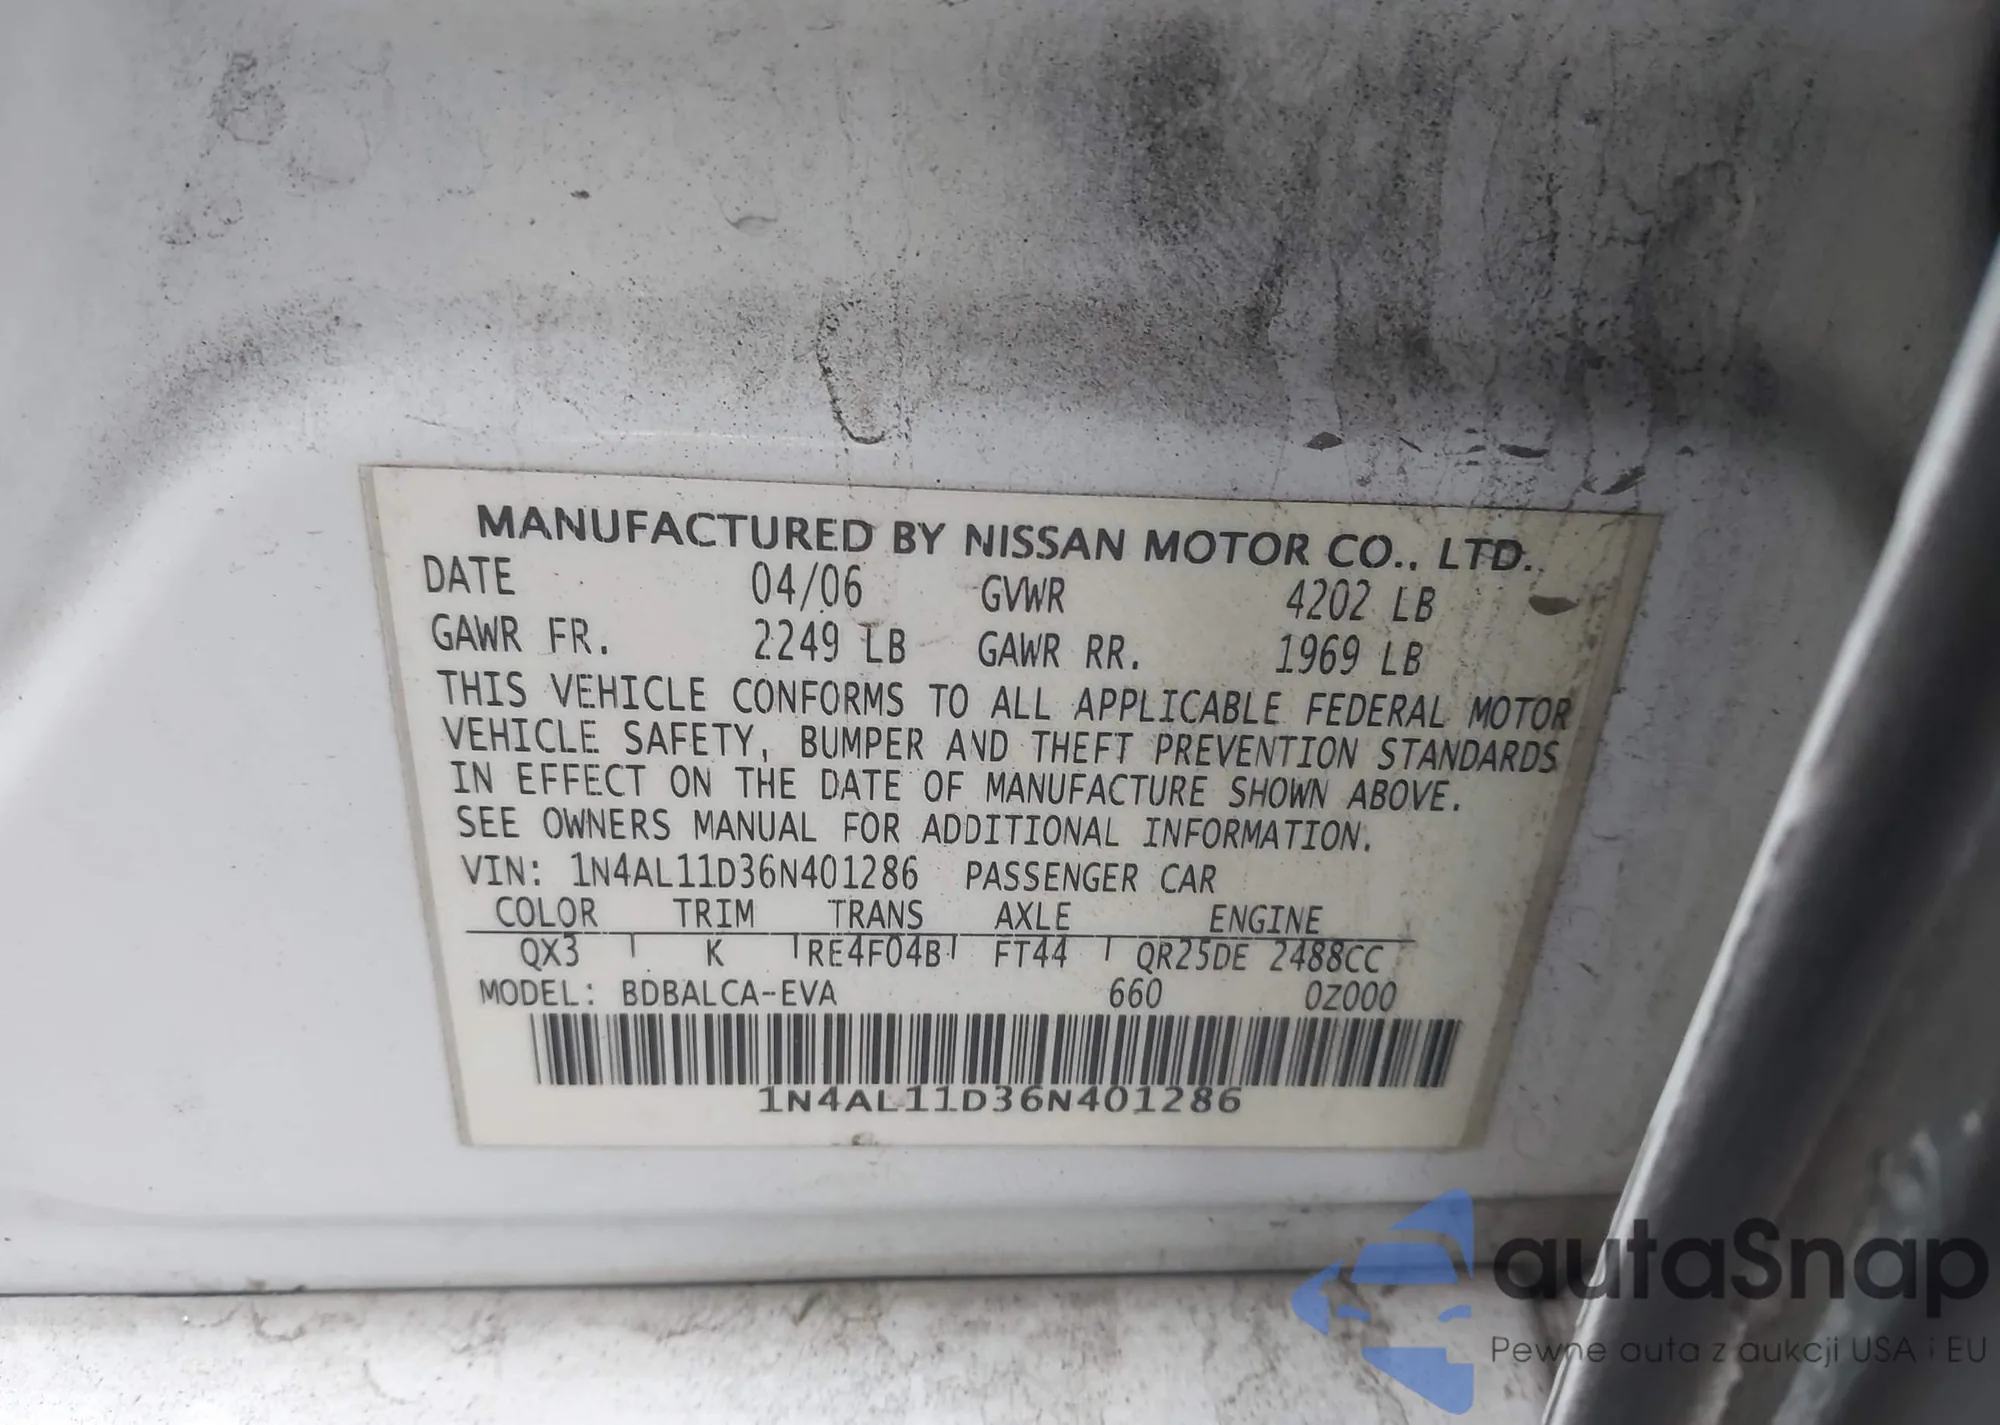 MANUFACTURED BY NISSAN MOTOR CO., LTD.
DATE 04/06 GVWR 4202 LB
GAWR FR. 2249 LB GAWR RR. 1969 LB
THIS VEHICLE CONFORMS TO ALL APPLICABLE FEDERAL MOTOR
VEHICLE SAFETY, BUMPER AND THEFT PREVENTION STANDARDS
IN EFFECT ON THE DATE OF MANUFACTURE SHOWN ABOVE.
SEE OWNERS MANUAL FOR ADDITIONAL INFORMATION.
VIN: 1N4AL11D36N401286 PASSENGER CAR
COLOR TRIM TRANS AXLE ENGINE
QX3 K RE4F04B FT44 QR25DE 2488CC
MODEL: BDBALCA-EVA 660 0Z000
1N4AL11D36N401286
autaSnap
Pewne auta z aukcji USA i EU